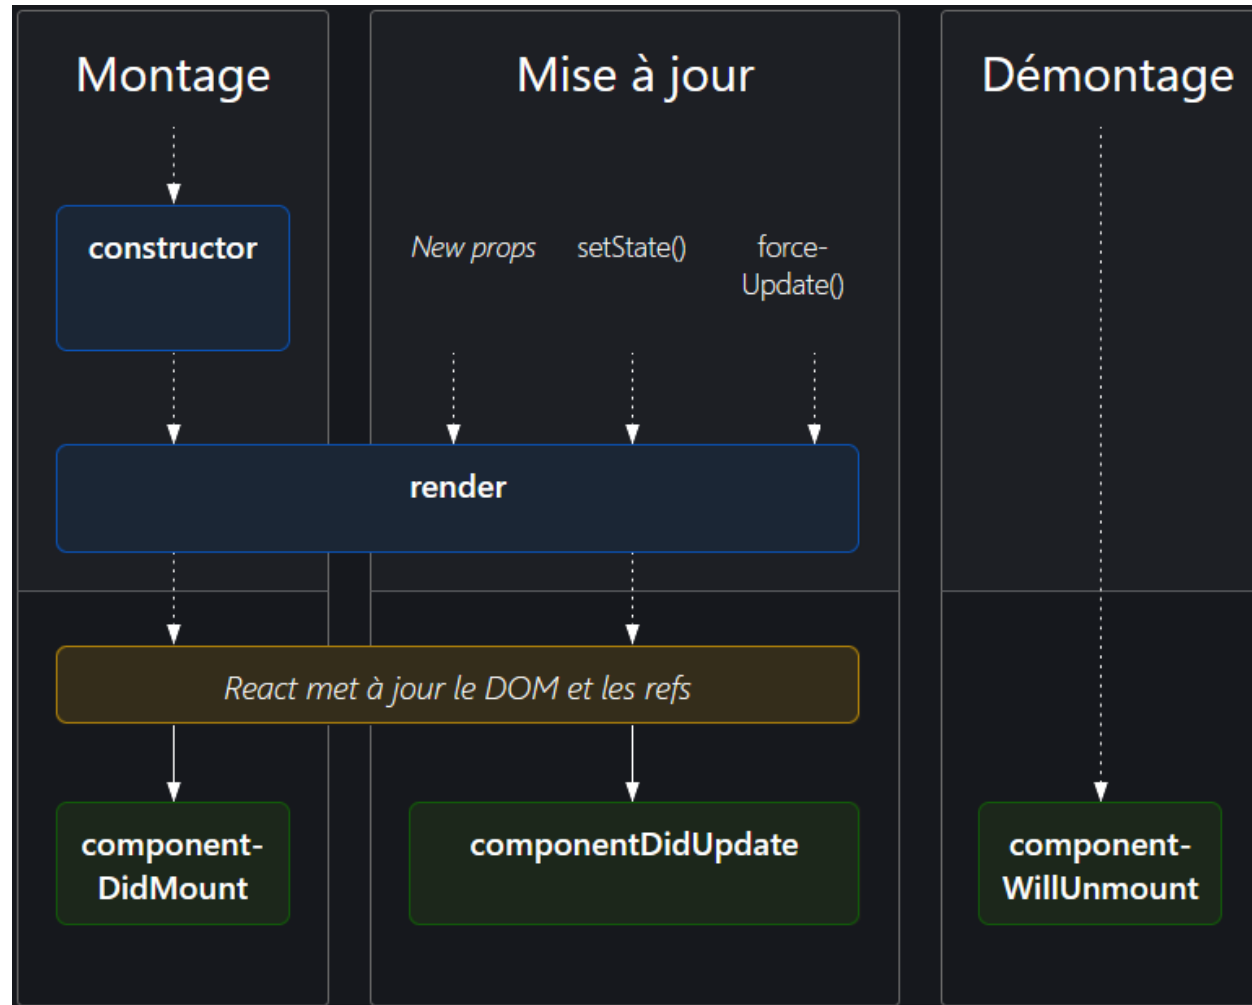 Montage
Mise à jour
Démontage
constructor
New props
setState()
force-
Update()
render
React met à jour le DOM et les refs
component-
DidMount
componentDidUpdate
component-
WillUnmount